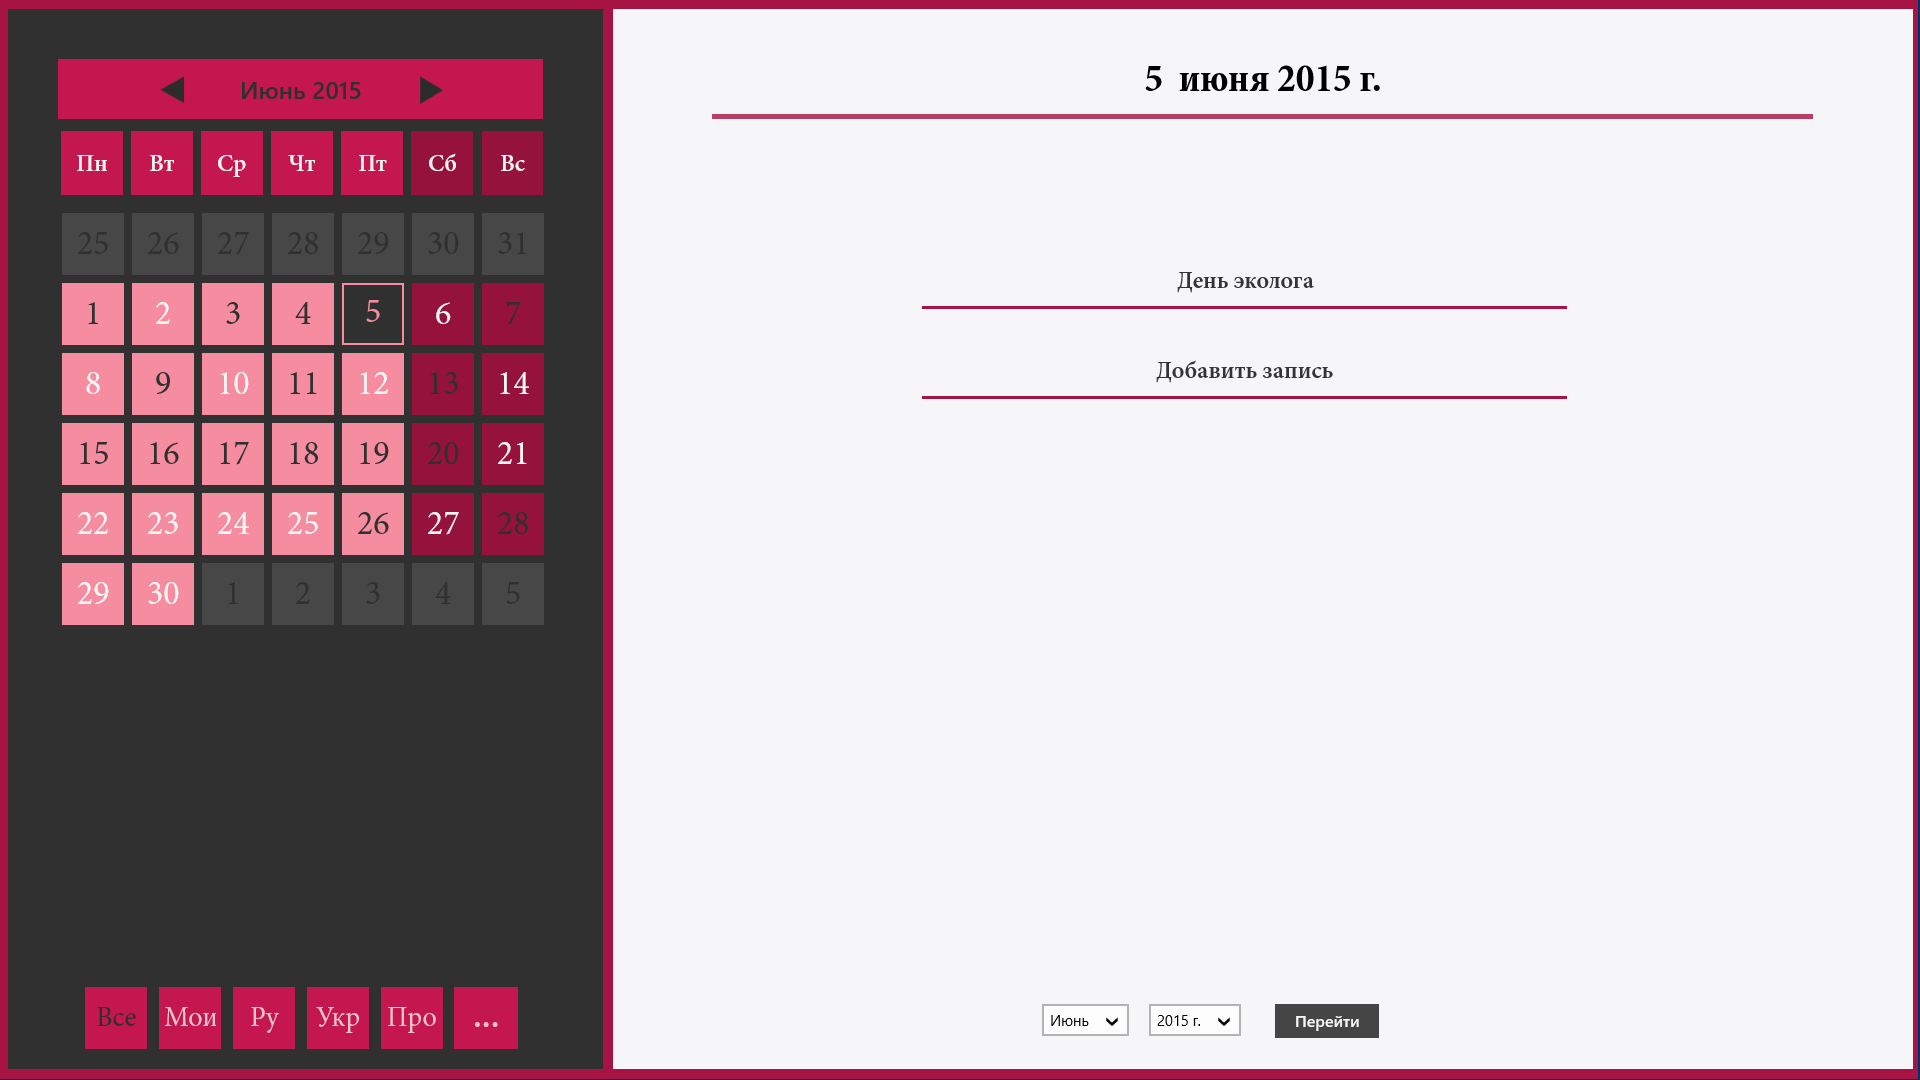 Июнь 2015
Пн Вт Ср Чт Пт Сб Вс
25 26 27 28 29 30 31
1 2 3 4 5 6 7
8 9 10 11 12 13 14
15 16 17 18 19 20 21
22 23 24 25 26 27 28
29 30 1 2 3 4 5
Все Мои Ру Укр Про ...
5 июня 2015 г.
День эколога
Добавить запись
Июнь 2015 г. Перейти